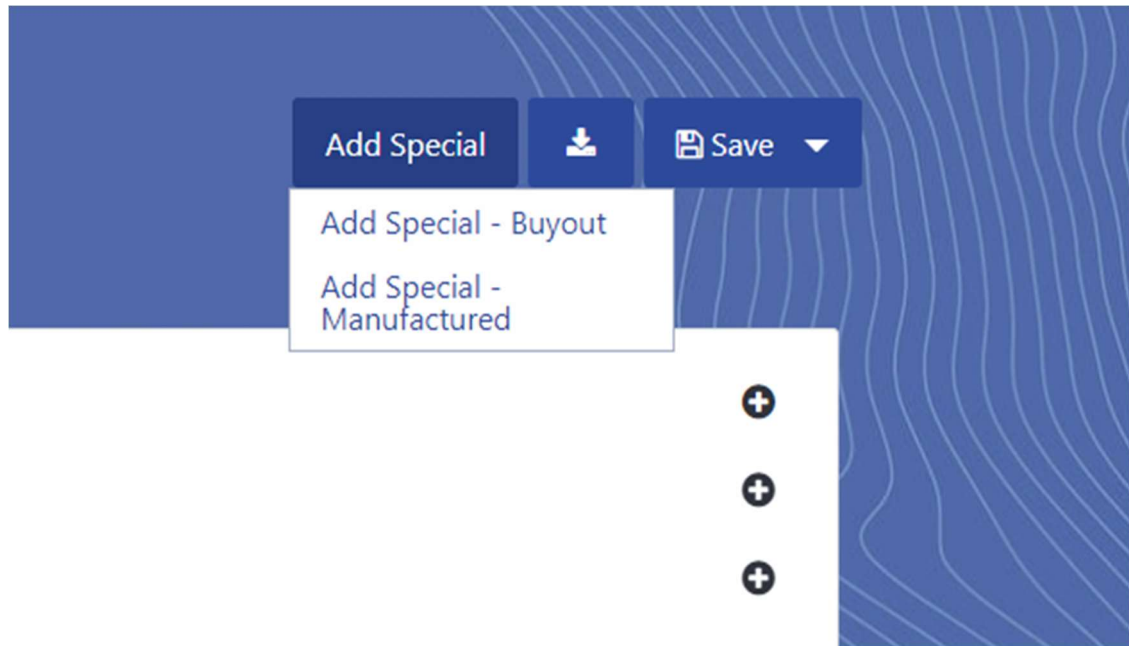 Add Special
Save
Add Special - Buyout
Add Special -
Manufactured